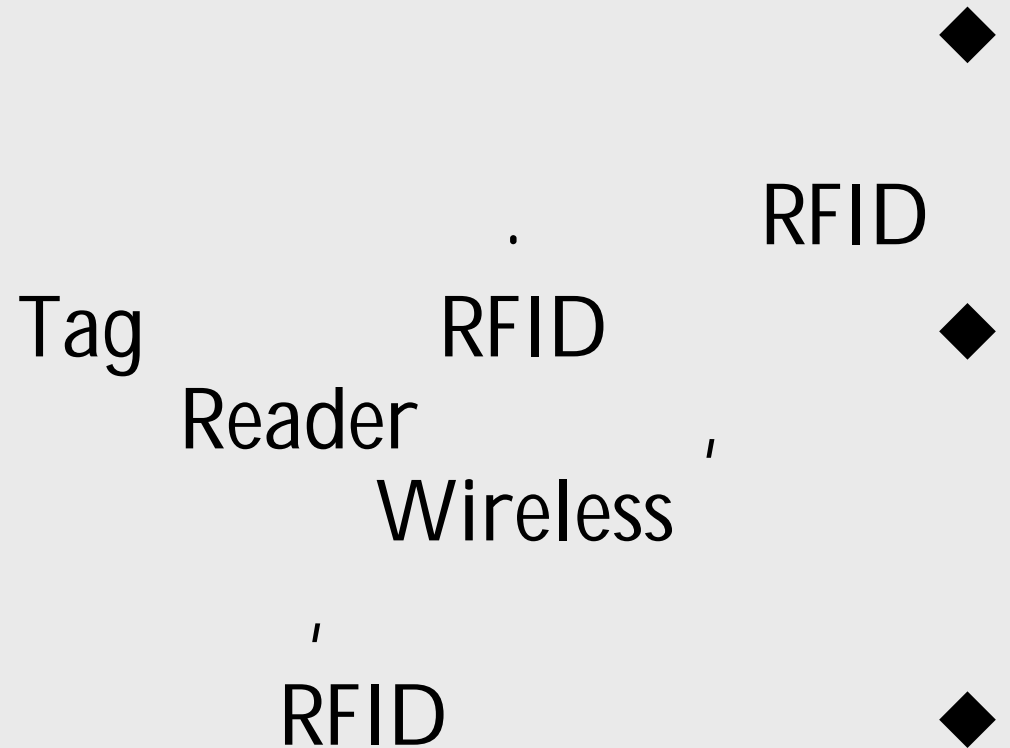 ◆
RFID .
◆ RFID Tag
Reader ,
Wireless
,
◆ RFID